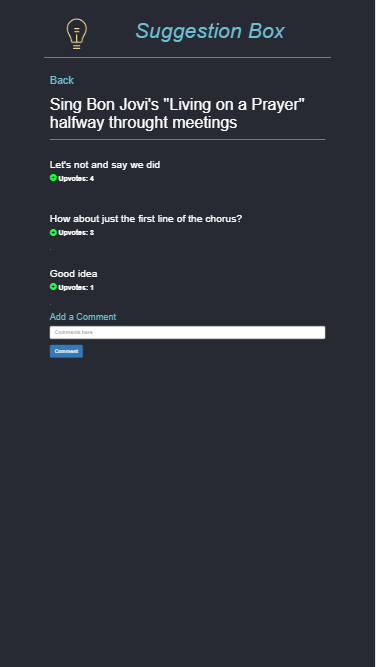 Suggestion Box
Back
Sing Bon Jovi's "Living on a Prayer"
halfway throught meetings
Let's not and say we did
Upvotes: 4
How about just the first line of the chorus?
Upvotes: 3
Good idea
Upvotes: 1
Add a Comment
Comments here
Comment